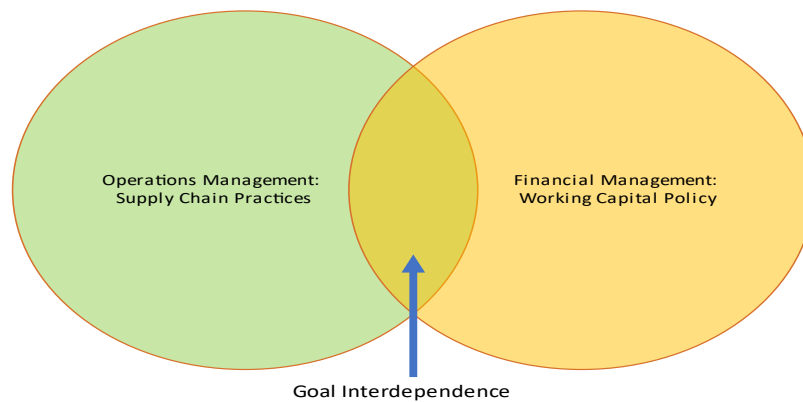 Operations Management:
Supply Chain Practices
Financial Management:
Working Capital Policy
Goal Interdependence